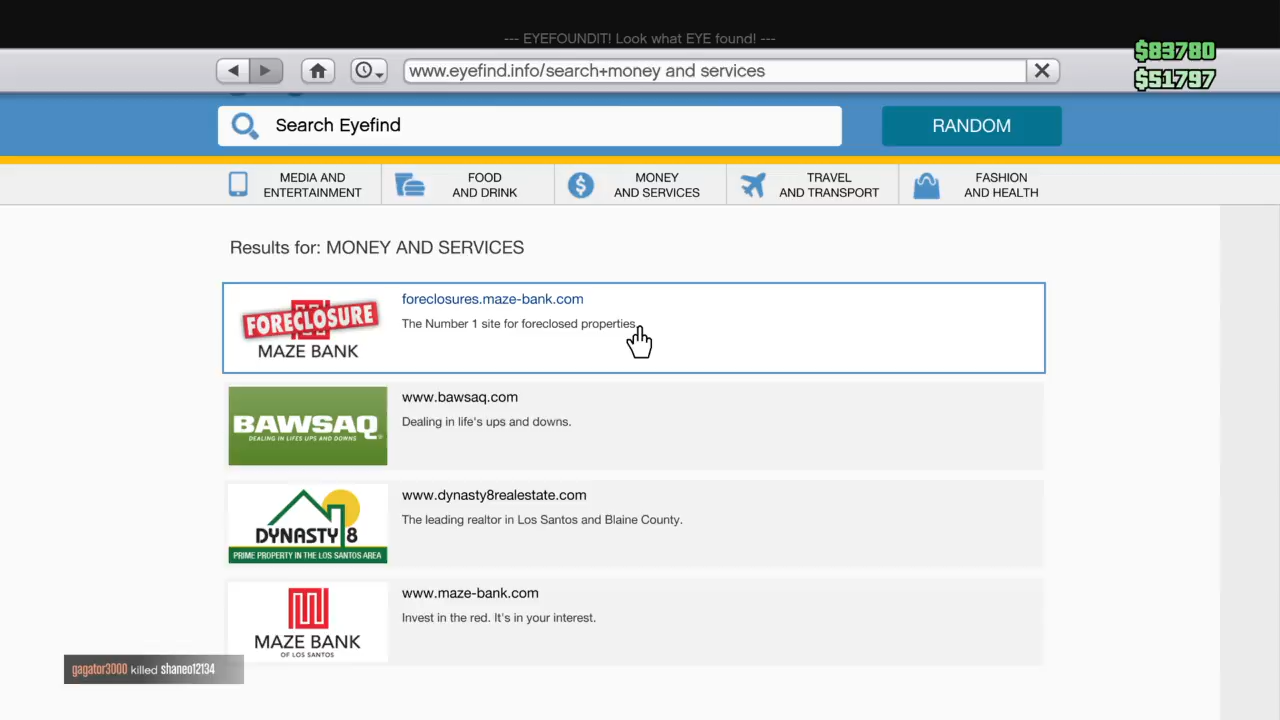 --- EYEFOUNDIT! Look what EYE found! ---
$83780
$51797
www.eyefind.info/search+money and services
Search Eyefind
RANDOM
MEDIA AND
ENTERTAINMENT
FOOD
AND DRINK
MONEY
AND SERVICES
TRAVEL
AND TRANSPORT
FASHION
AND HEALTH
Results for: MONEY AND SERVICES
FORECLOSURE
MAZE BANK
foreclosures.maze-bank.com
The Number 1 site for foreclosed properties.
BAWSAQ
DEALING IN LIFES UPS AND DOWNS
www.bawsaq.com
Dealing in life's ups and downs.
DYNASTY 8
PRIME PROPERTY IN THE LOS SANTOS AREA
www.dynasty8realestate.com
The leading realtor in Los Santos and Blaine County.
MAZE BANK
OF LOS SANTOS
www.maze-bank.com
Invest in the red. It's in your interest.
gagator3000 killed shaneo12134